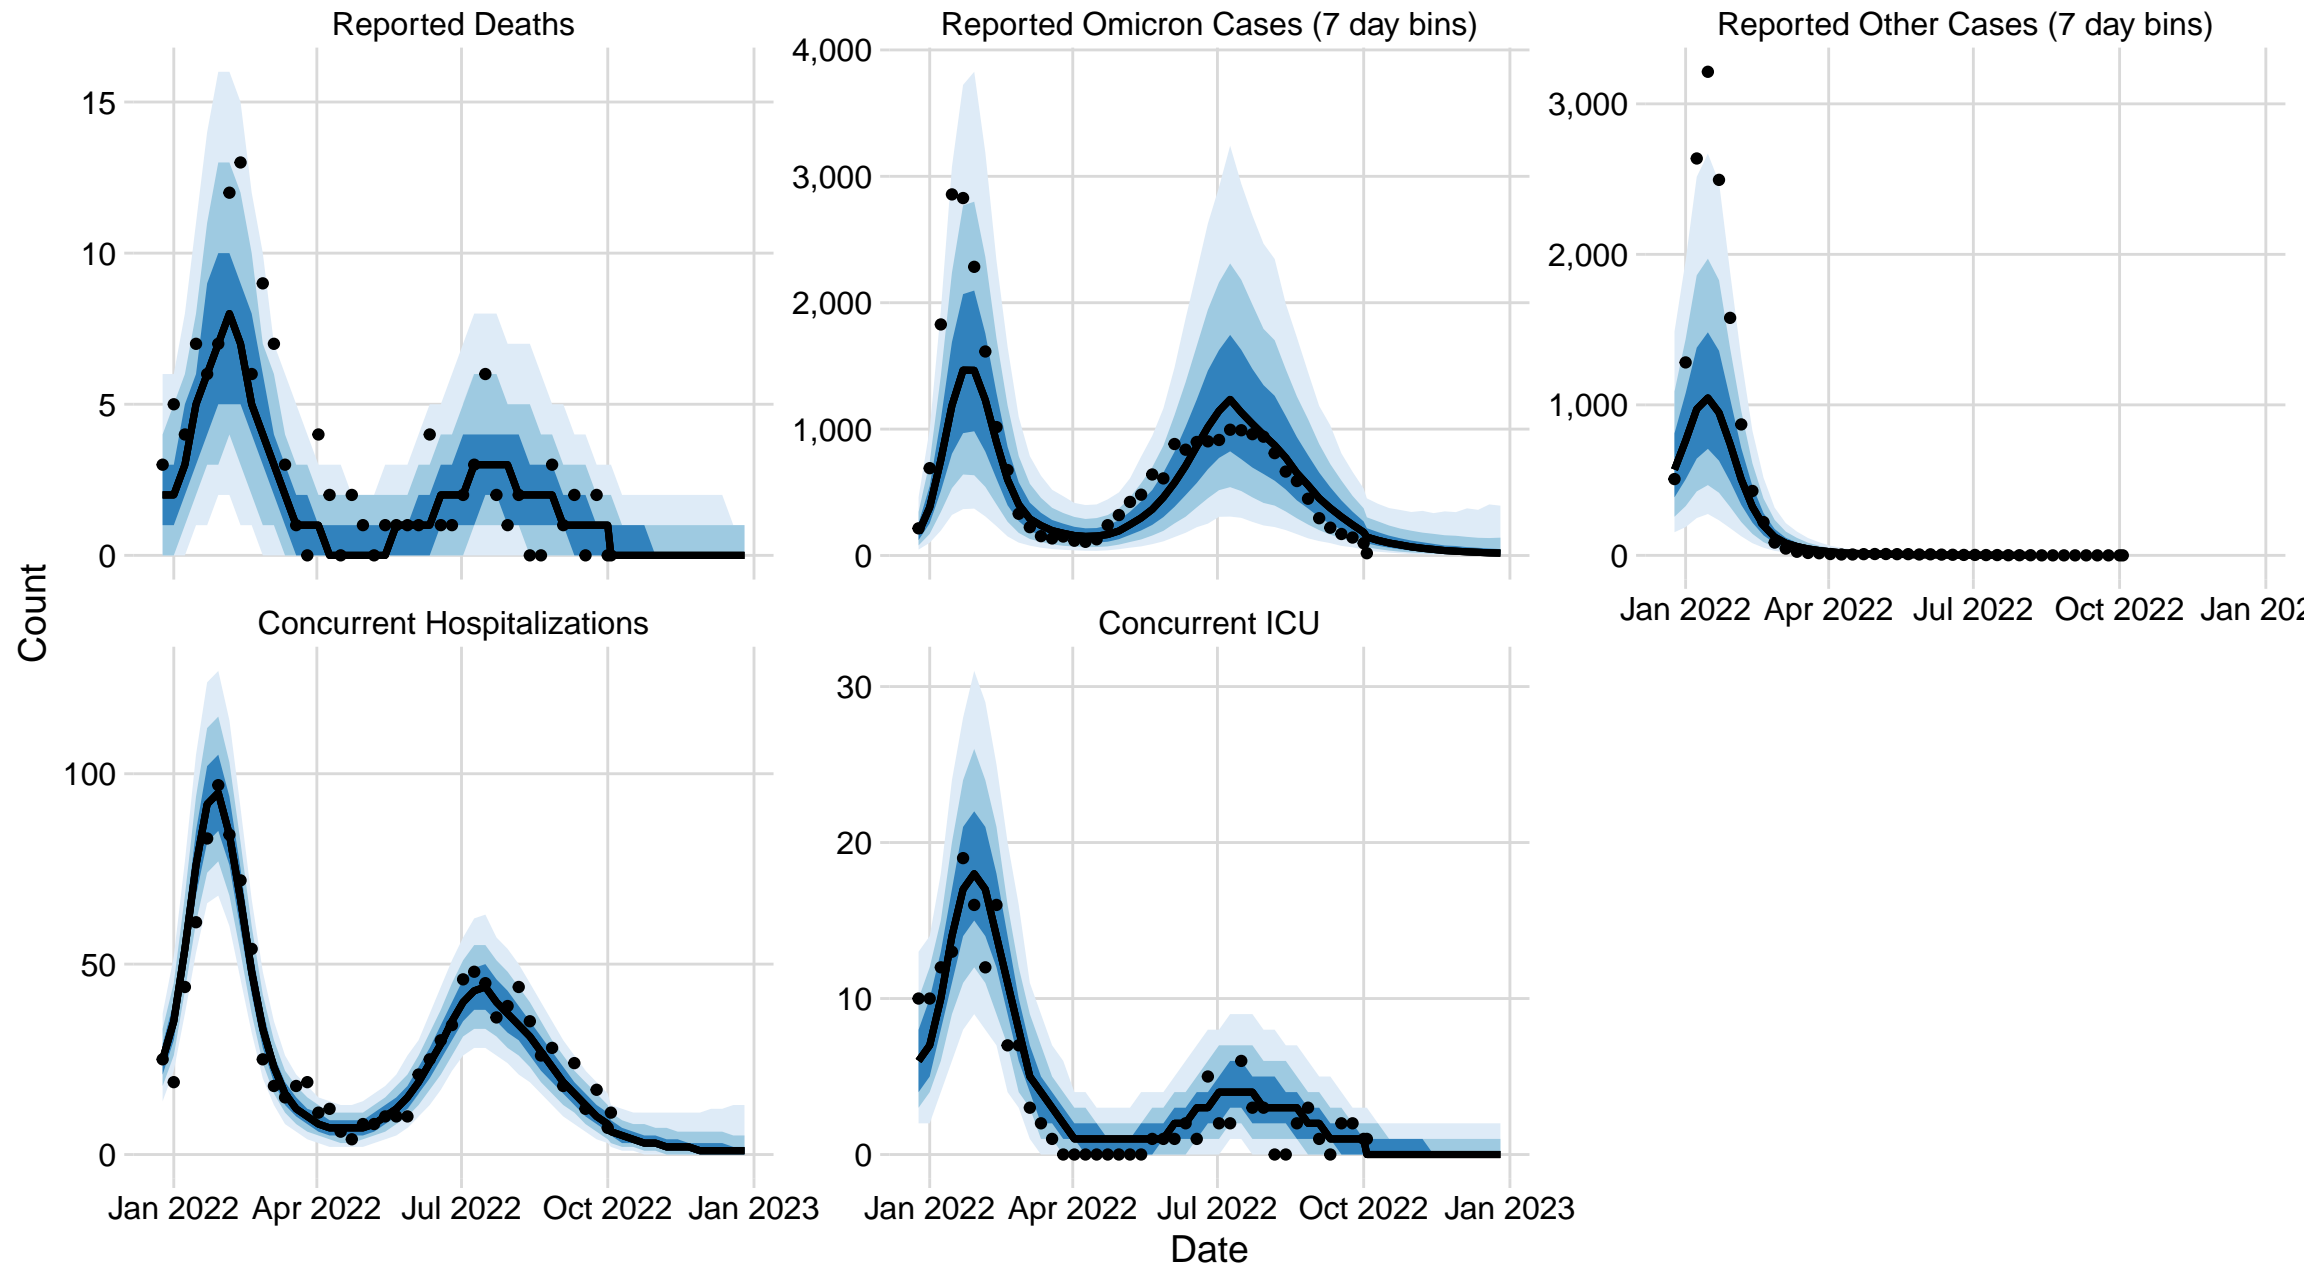 Reported Deaths
Reported Omicron Cases (7 day bins)
Reported Other Cases (7 day bins)
15
10
5
0
4,000
3,000
2,000
1,000
0
3,000
2,000
1,000
0
Jan 2022 Apr 2022 Jul 2022 Oct 2022 Jan 202
Count
Concurrent Hospitalizations
Concurrent ICU
100
50
0
30
20
10
0
Jan 2022 Apr 2022 Jul 2022 Oct 2022 Jan 2023
Jan 2022 Apr 2022 Jul 2022 Oct 2022 Jan 2023
Date